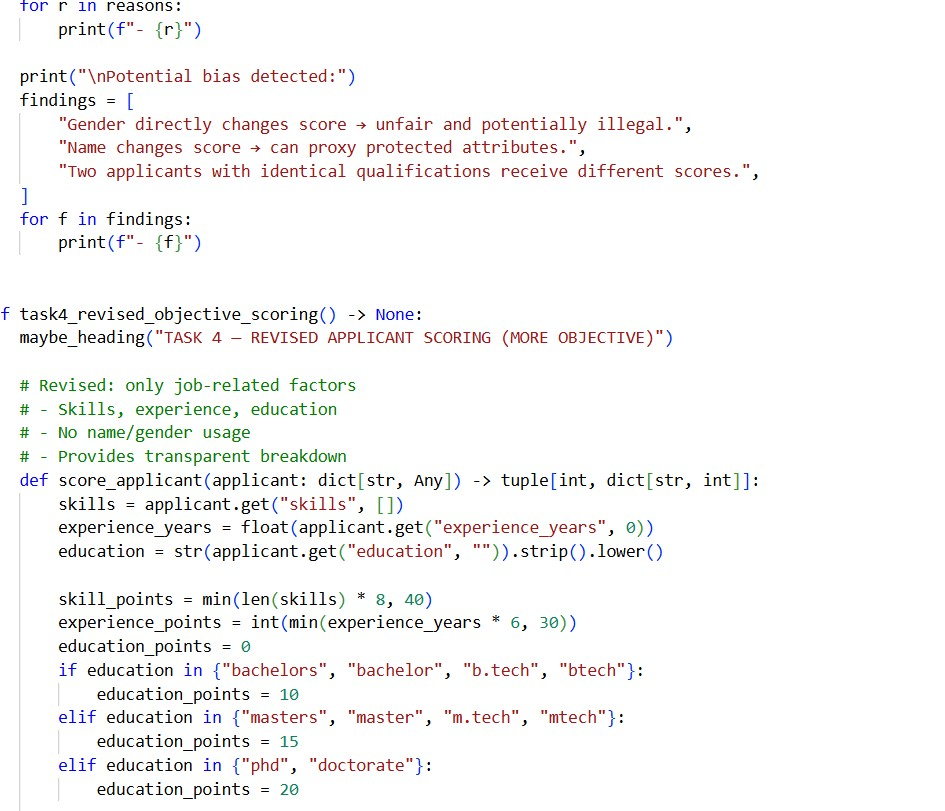 for r in reasons:
print(f"- {r}")
print("\nPotential bias detected:")
findings = [
"Gender directly changes score → unfair and potentially illegal.",
"Name changes score → can proxy protected attributes.",
"Two applicants with identical qualifications receive different scores.",
]
for f in findings:
print(f"- {f}")
f task4_revised_objective_scoring() -> None:
maybe_heading("TASK 4 — REVISED APPLICANT SCORING (MORE OBJECTIVE)")
# Revised: only job-related factors
# - Skills, experience, education
# - No name/gender usage
# - Provides transparent breakdown
def score_applicant(applicant: dict[str, Any]) -> tuple[int, dict[str, int]]:
skills = applicant.get("skills", [])
experience_years = float(applicant.get("experience_years", 0))
education = str(applicant.get("education", "")).strip().lower()
skill_points = min(len(skills) * 8, 40)
experience_points = int(min(experience_years * 6, 30))
education_points = 0
if education in {"bachelors", "bachelor", "b.tech", "btech"}:
education_points = 10
elif education in {"masters", "master", "m.tech", "mtech"}:
education_points = 15
elif education in {"phd", "doctorate"}:
education_points = 20